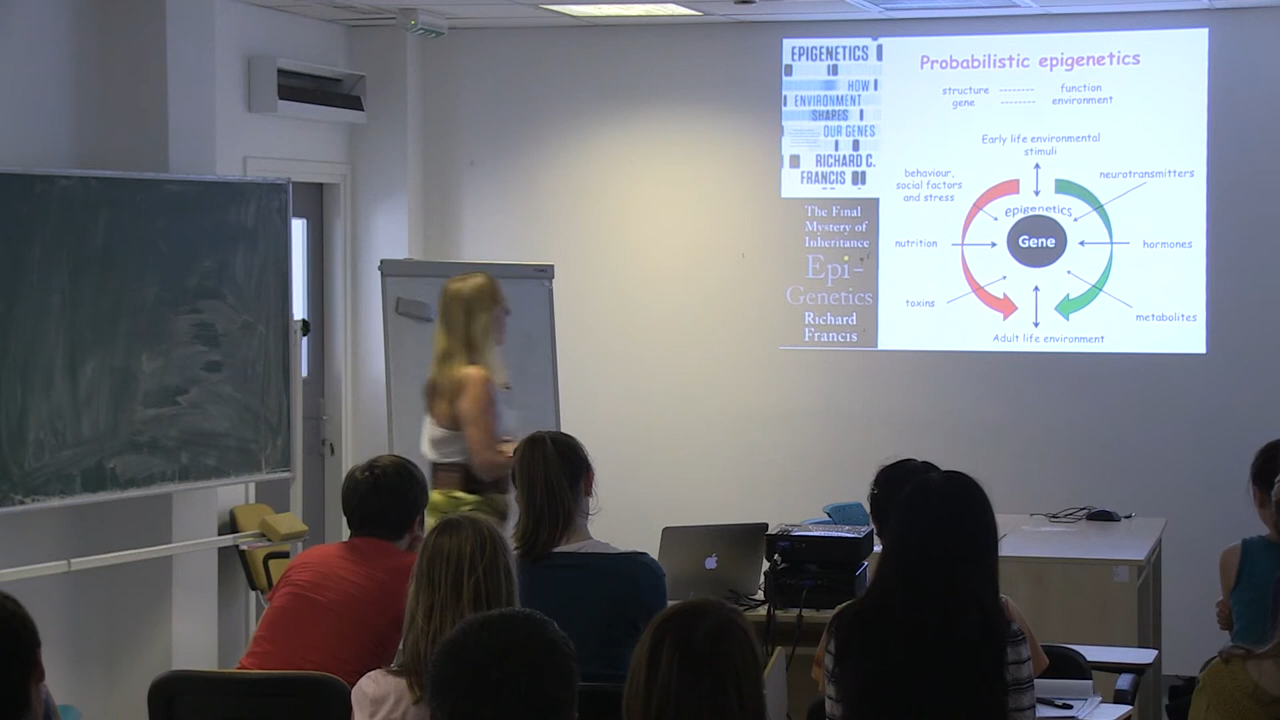 EPIGENETICS
HOW
ENVIRONMENT
SHAPES
OUR GENES
RICHARD C.
FRANCIS
The Final
Mystery of
Inheritance
Epi-
Genetics
Richard
Francis
Probabilistic epigenetics
structure -------- function
gene -------- environment
Early life environmental
stimuli
behaviour,
social factors
and stress
neurotransmitters
epigenetics
Gene
nutrition
hormones
toxins
metabolites
Adult life environment